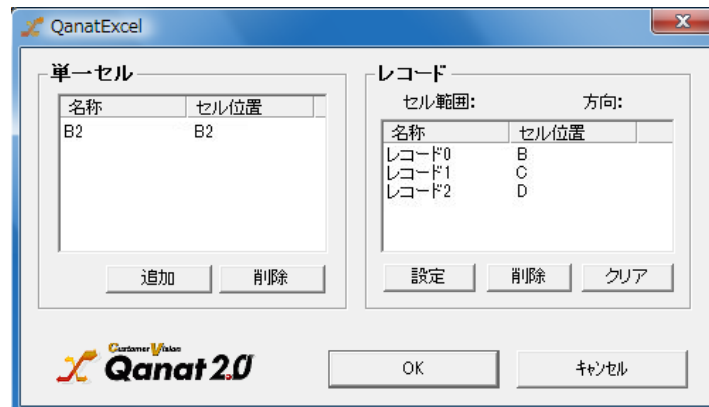 QanatExcel
単一セル
名称 セル位置
B2 B2
追加 削除
レコード
セル範囲: 方向:
名称 セル位置
レコード0 B
レコード1 C
レコード2 D
設定 削除 クリア
Customer Vision
Qanat 2.0
OK キャンセル